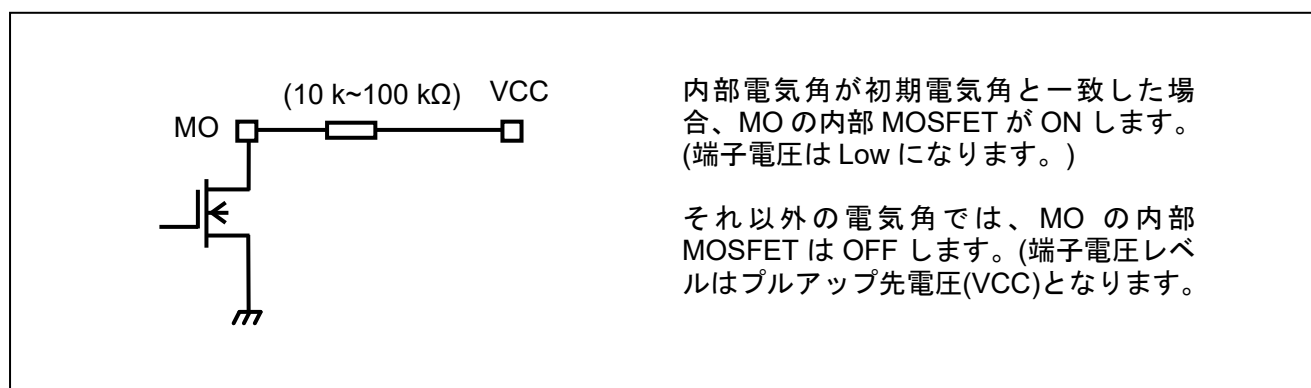 (10 k~100 kΩ)
VCC
MO
内部電気角が初期電気角と一致した場
合、MO の内部 MOSFET が ON します。
(端子電圧は Low になります。)
それ以外の電気角では、MO の内部
MOSFET は OFF します。(端子電圧レベ
ルはプルアップ先電圧(VCC)となります。